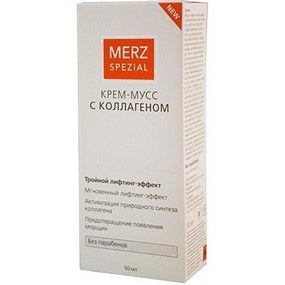 NEW
MERZ
SPEZIAL
КРЕМ-МУСС
С КОЛЛАГЕНОМ
Тройной лифтинг-эффект
Мгновенный лифтинг-эффект
Активизация природного синтеза
коллагена
Предотвращение появления
морщин
Без парабенов
50 мл